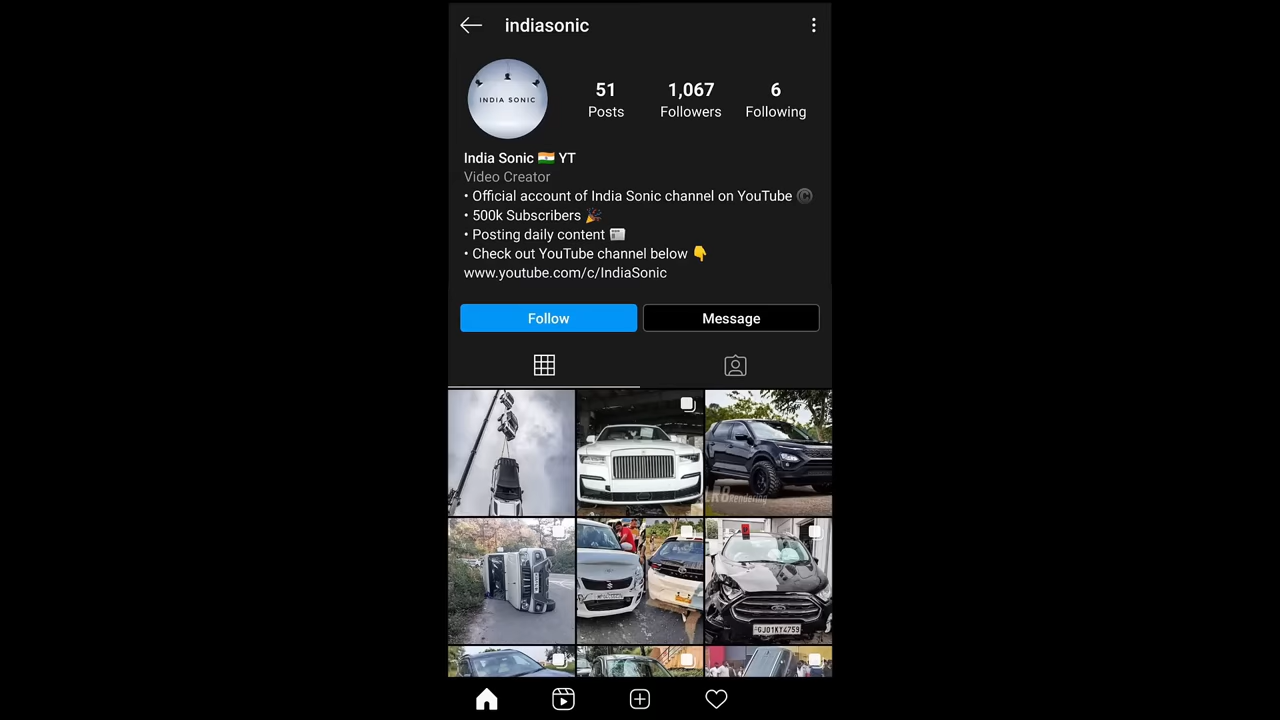 indiasonic
INDIA SONIC
51
Posts
1,067
Followers
6
Following
India Sonic 🇮🇳 YT
Video Creator
• Official account of India Sonic channel on YouTube ©
• 500k Subscribers 🎉
• Posting daily content 📰
• Check out YouTube channel below 👇
www.youtube.com/c/IndiaSonic
Follow
Message
Rendering
GJ01KY4759